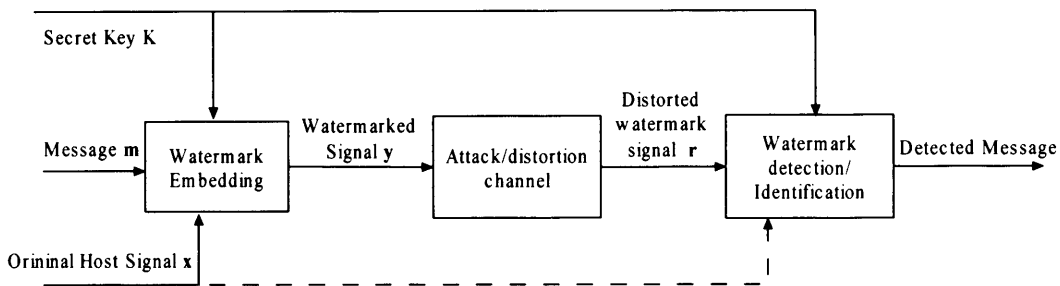 Secret Key K
Message m
Watermark
Embedding
Watermarked
Signal y
Attack/distortion
channel
Distorted
watermark
signal r
Watermark
detection/
Identification
Detected Message
Orininal Host Signal x